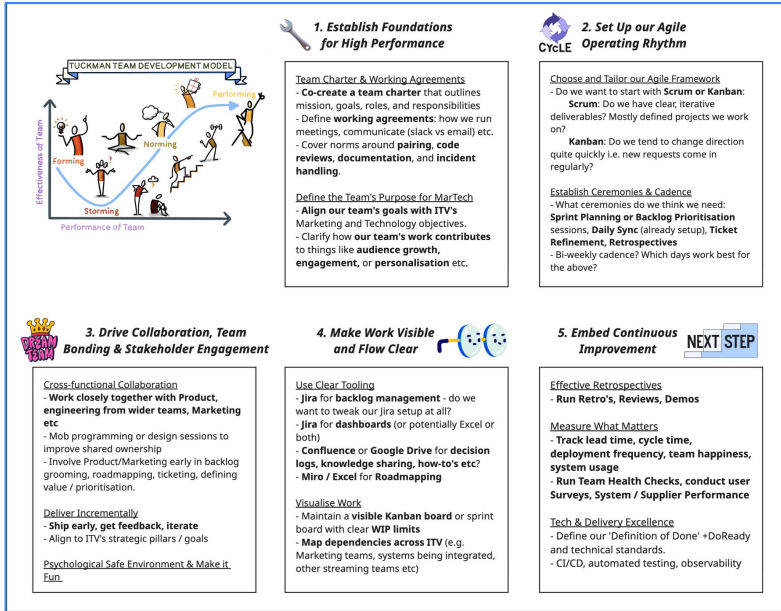 TUCKMAN TEAM DEVELOPMENT MODEL
Effectiveness of Team
Performing
Norming
Forming
Storming
Performance of Team
1. Establish Foundations
for High Performance
Team Charter & Working Agreements
- Co-create a team charter that outlines
mission, goals, roles, and responsibilities
- Define working agreements: how we run
meetings, communicate (slack vs email) etc.
- Cover norms around pairing, code
reviews, documentation, and incident
handling.
Define the Team's Purpose for MarTech
- Align our team's goals with ITV's
Marketing and Technology objectives.
- Clarify how our team's work contributes
to things like audience growth,
engagement, or personalisation etc.
CYCLE
2. Set Up our Agile
Operating Rhythm
Choose and Tailor our Agile Framework
- Do we want to start with Scrum or Kanban:
Scrum: Do we have clear, iterative
deliverables? Mostly defined projects we work
on?
Kanban: Do we tend to change direction
quite quickly i.e. new requests come in
regularly?
Establish Ceremonies & Cadence
- What ceremonies do we think we need:
Sprint Planning or Backlog Prioritisation
sessions, Daily Sync (already setup), Ticket
Refinement, Retrospectives
- Bi-weekly cadence? Which days work best for
the above?
DREAM
TEAM
3. Drive Collaboration, Team
Bonding & Stakeholder Engagement
Cross-functional Collaboration
- Work closely together with Product,
engineering from wider teams, Marketing
etc
- Mob programming or design sessions to
improve shared ownership
- Involve Product/Marketing early in backlog
grooming, roadmapping, ticketing, defining
value / prioritisation.
Deliver Incrementally
- Ship early, get feedback, iterate
- Align to ITV's strategic pillars / goals
Psychological Safe Environment & Make it
Fun
4. Make Work Visible
and Flow Clear
Use Clear Tooling
- Jira for backlog management - do we
want to tweak our Jira setup at all?
- Jira for dashboards (or potentially Excel or
both)
- Confluence or Google Drive for decision
logs, knowledge sharing, how-to's etc?
- Miro / Excel for Roadmapping
Visualise Work
- Maintain a visible Kanban board or sprint
board with clear WIP limits
- Map dependencies across ITV (e.g.
Marketing teams, systems being integrated,
other streaming teams etc)
5. Embed Continuous
Improvement
NEXT STEP
Effective Retrospectives
- Run Retro's, Reviews, Demos
Measure What Matters
- Track lead time, cycle time,
deployment frequency, team happiness,
system usage
- Run Team Health Checks, conduct user
Surveys, System / Supplier Performance
Tech & Delivery Excellence
- Define our 'Definition of Done' +DoReady
and technical standards.
- CI/CD, automated testing, observability